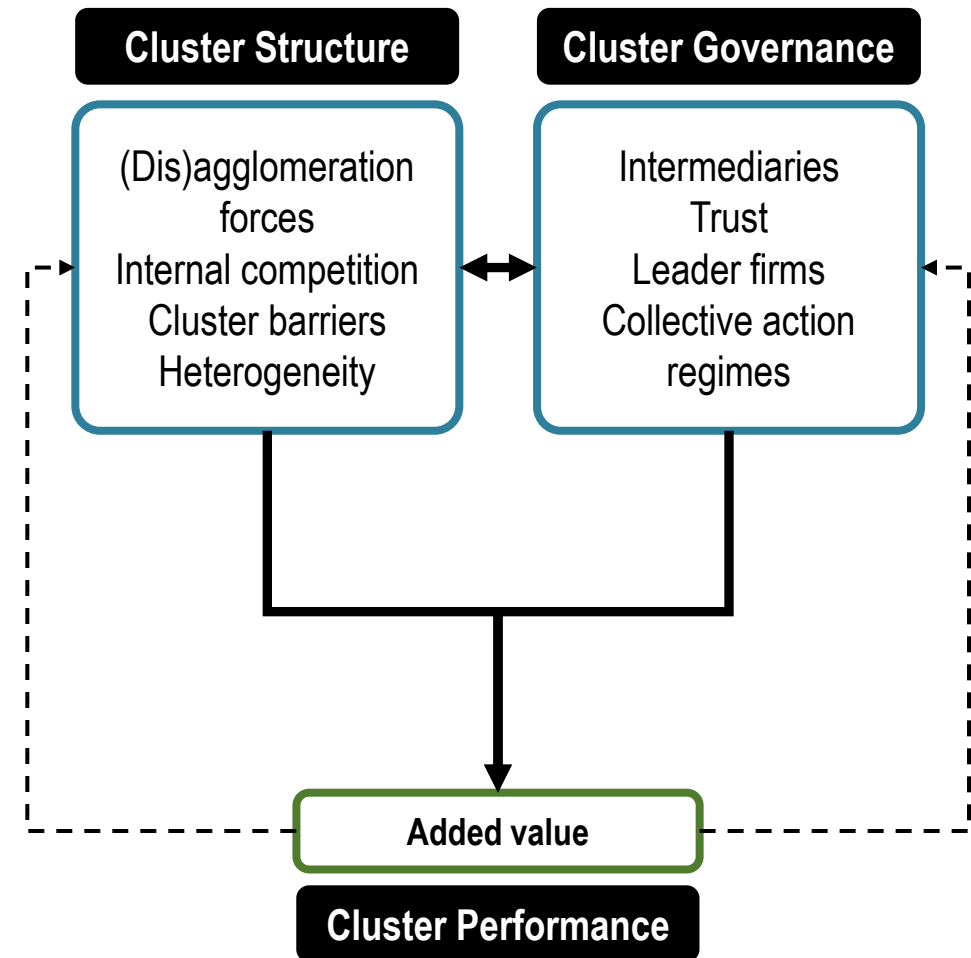 Cluster Structure
Cluster Governance
(Dis)agglomeration
forces
Internal competition
Cluster barriers
Heterogeneity
Intermediaries
Trust
Leader firms
Collective action
regimes
Added value
Cluster Performance